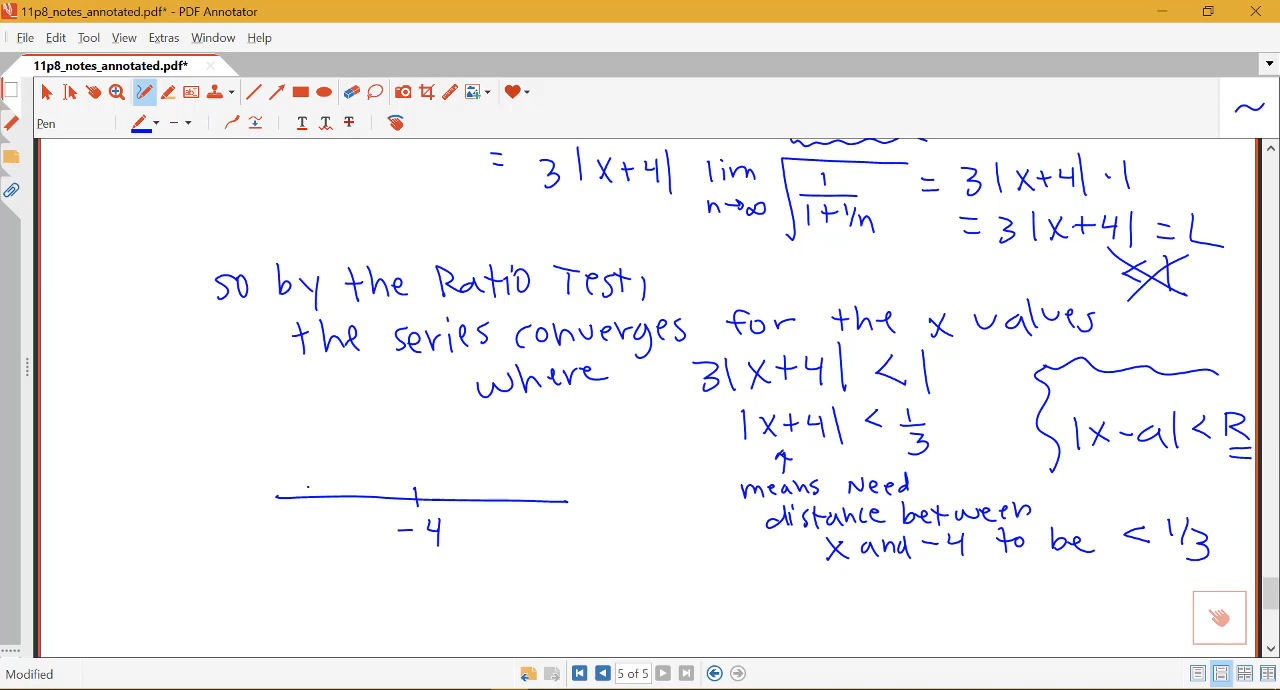 11p8_notes_annotated.pdf* - PDF Annotator
File Edit Tool View Extras Window Help
11p8_notes_annotated.pdf*
Pen
= 3|x+4| lim n→∞ √(1/(1+1/n)) = 3|x+4|·1
= 3|x+4| = L
<1
so by the Ratio Test,
the series converges for the x values
where 3|x+4| < 1
|x+4| < 1/3
|x-a| < R
means Need
distance between
x and -4 to be < 1/3
-4
Modified
5 of 5